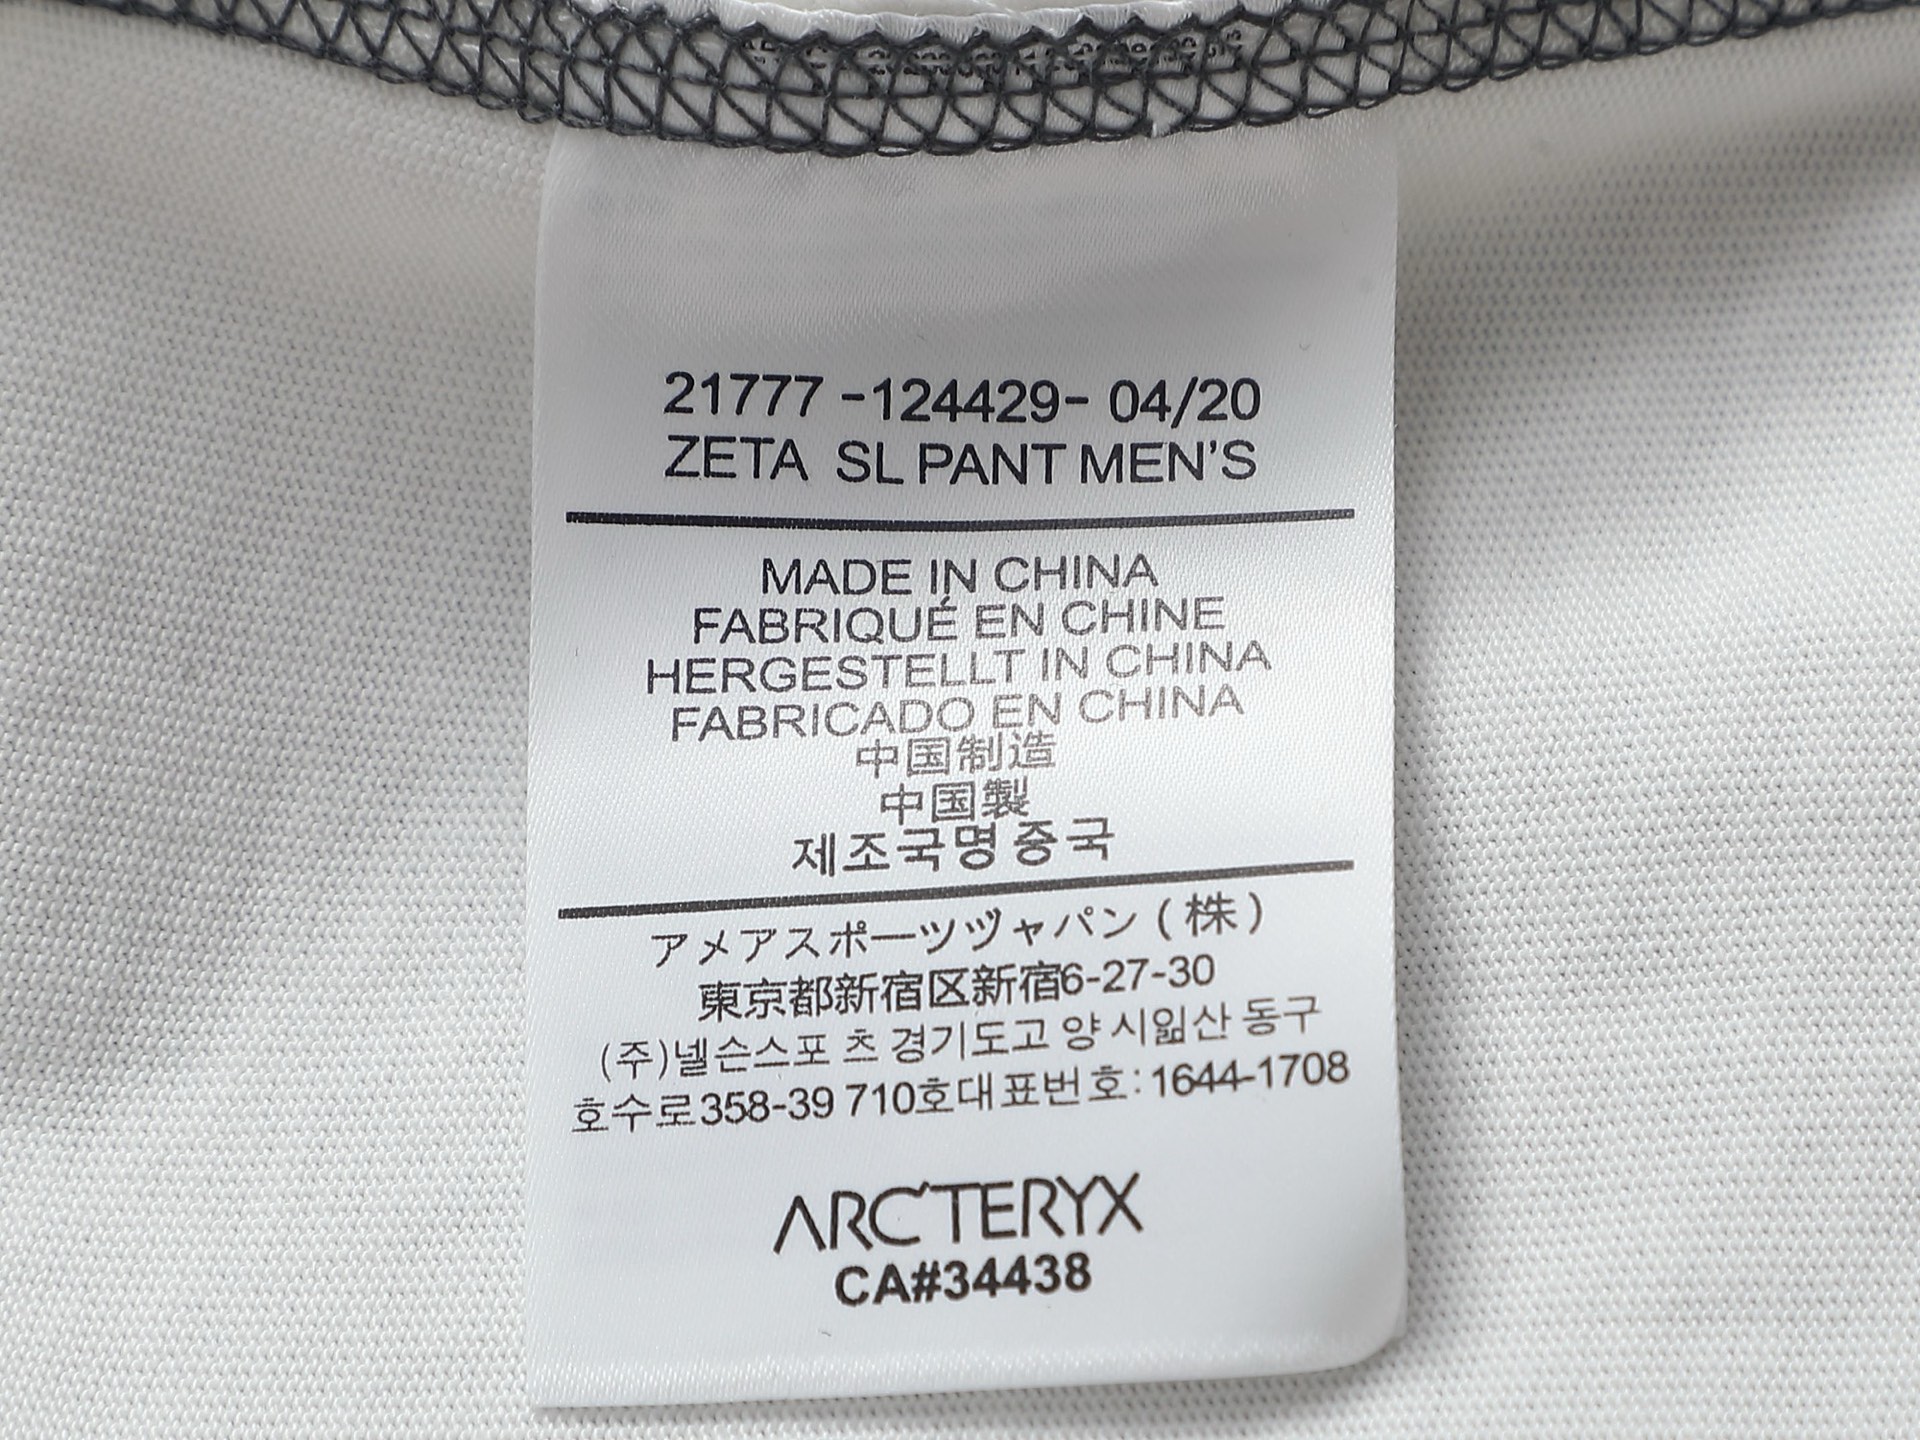 21777 -124429- 04/20
ZETA SL PANT MEN'S
MADE IN CHINA
FABRIQUÉ EN CHINE
HERGESTELLT IN CHINA
FABRICADO EN CHINA
中国制造
中国製
제조국명 중국
アメアスポーツヅャパン (株)
東京都新宿区新宿6-27-30
(주)넬슨스포 츠 경기도고 양 시잂산 동구
호수로358-39 710호대표번호: 1644-1708
ARC'TERYX
CA#34438